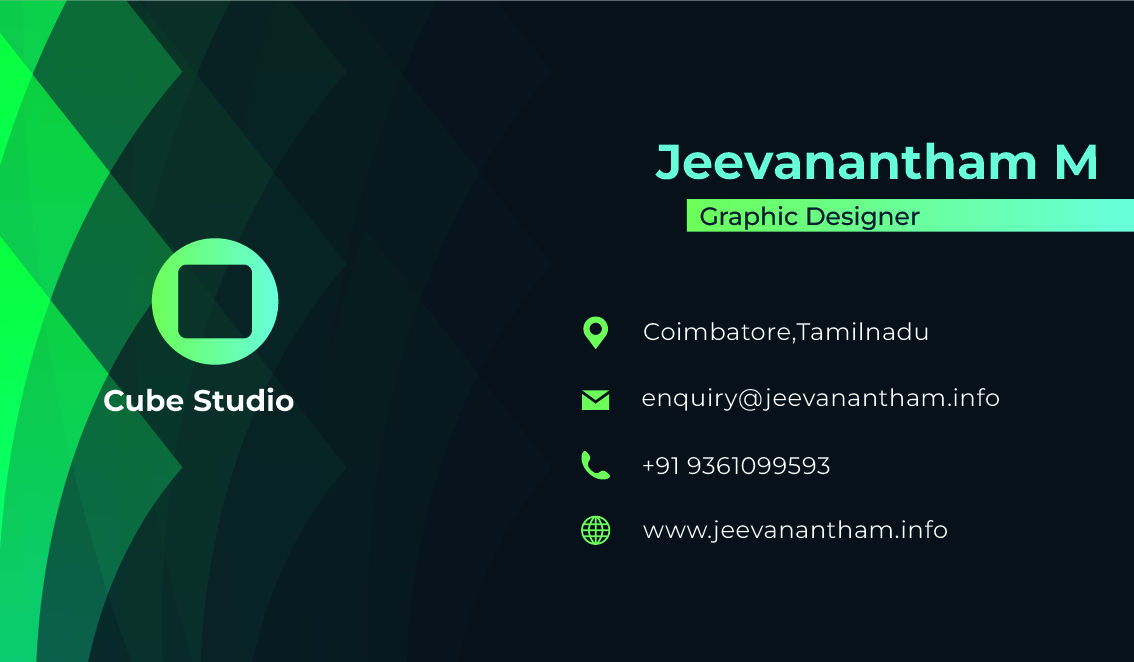 Jeevanantham M
Graphic Designer
Cube Studio
Coimbatore,Tamilnadu
enquiry@jeevanantham.info
+91 9361099593
www.jeevanantham.info